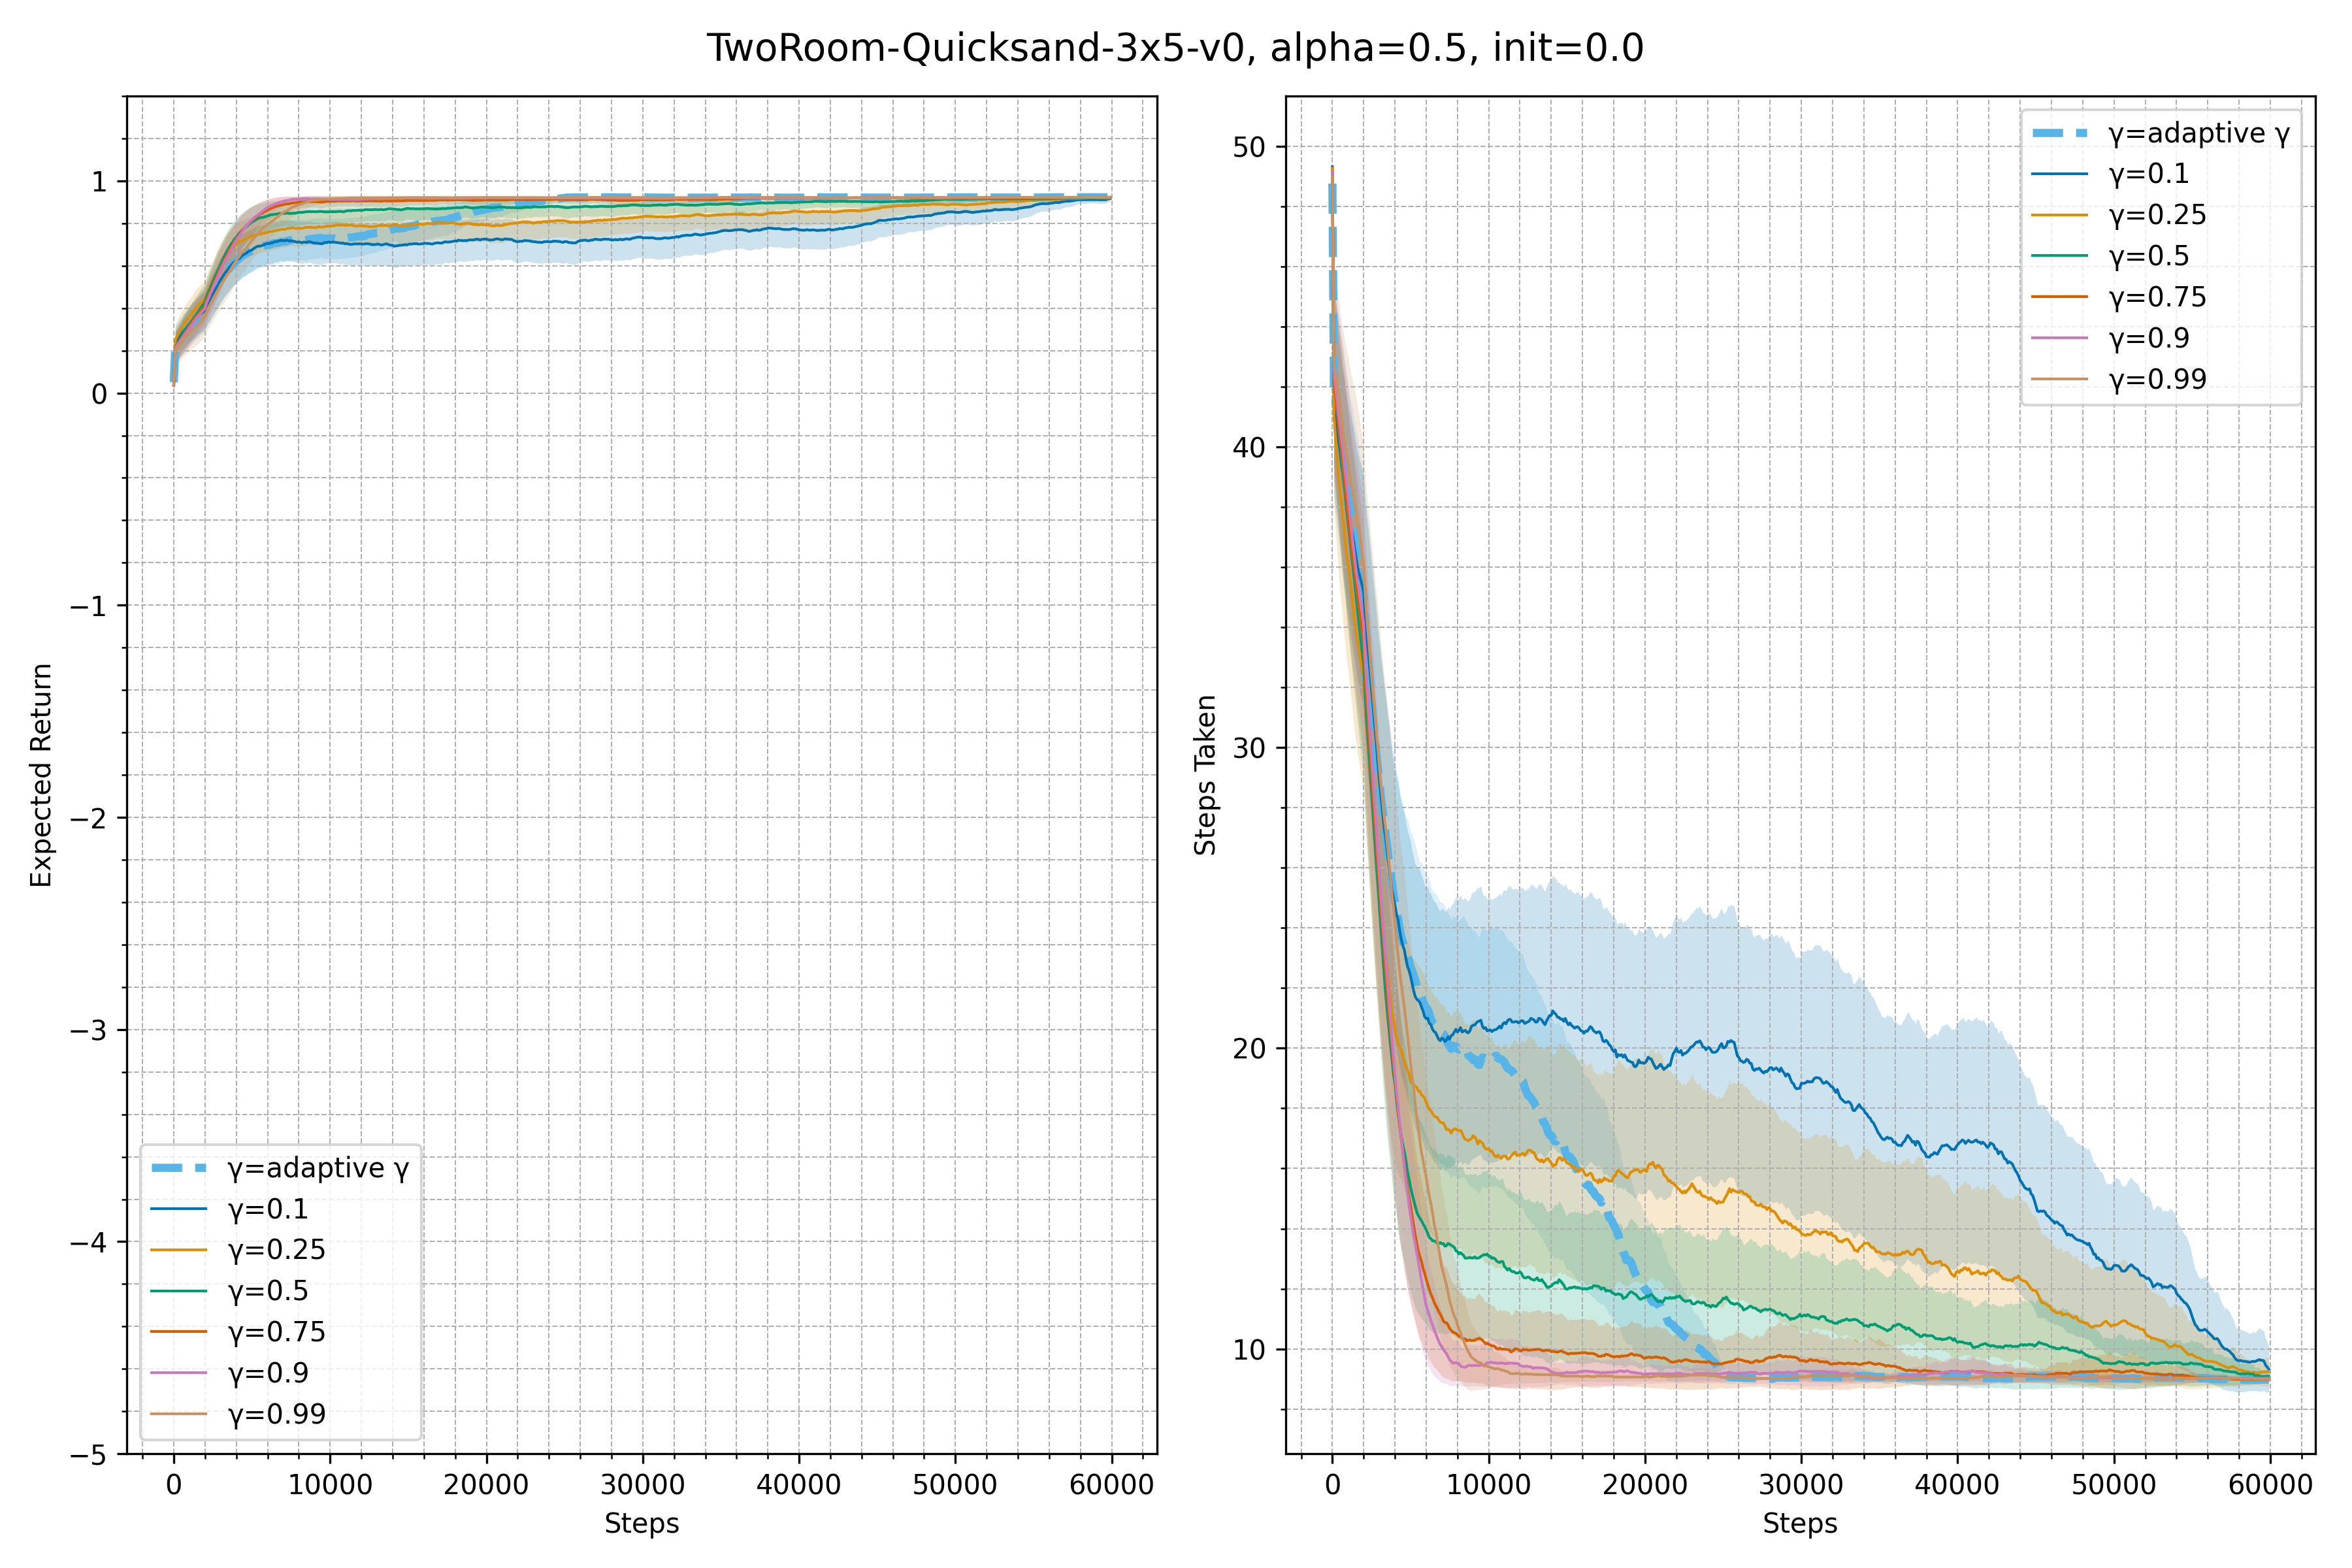 TwoRoom-Quicksand-3x5-v0, alpha=0.5, init=0.0
Expected Return
1
0
−1
−2
−3
−4
−5
γ=adaptive γ
γ=0.1
γ=0.25
γ=0.5
γ=0.75
γ=0.9
γ=0.99
0 10000 20000 30000 40000 50000 60000
Steps
Steps Taken
50
40
30
20
10
γ=adaptive γ
γ=0.1
γ=0.25
γ=0.5
γ=0.75
γ=0.9
γ=0.99
0 10000 20000 30000 40000 50000 60000
Steps